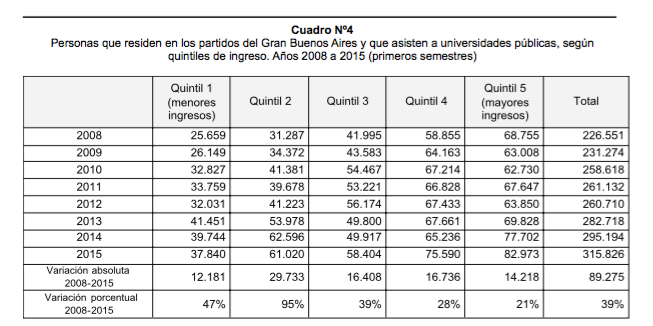 Cuadro Nº4
Personas que residen en los partidos del Gran Buenos Aires y que asisten a universidades públicas, según
quintiles de ingreso. Años 2008 a 2015 (primeros semestres)
Quintil 1 (menores ingresos) Quintil 2 Quintil 3 Quintil 4 Quintil 5 (mayores ingresos) Total
2008 25.659 31.287 41.995 58.855 68.755 226.551
2009 26.149 34.372 43.583 64.163 63.008 231.274
2010 32.827 41.381 54.467 67.214 62.730 258.618
2011 33.759 39.678 53.221 66.828 67.647 261.132
2012 32.031 41.223 56.174 67.433 63.850 260.710
2013 41.451 53.978 49.800 67.661 69.828 282.718
2014 39.744 62.596 49.917 65.236 77.702 295.194
2015 37.840 61.020 58.404 75.590 82.973 315.826
Variación absoluta 2008-2015 12.181 29.733 16.408 16.736 14.218 89.275
Variación porcentual 2008-2015 47% 95% 39% 28% 21% 39%